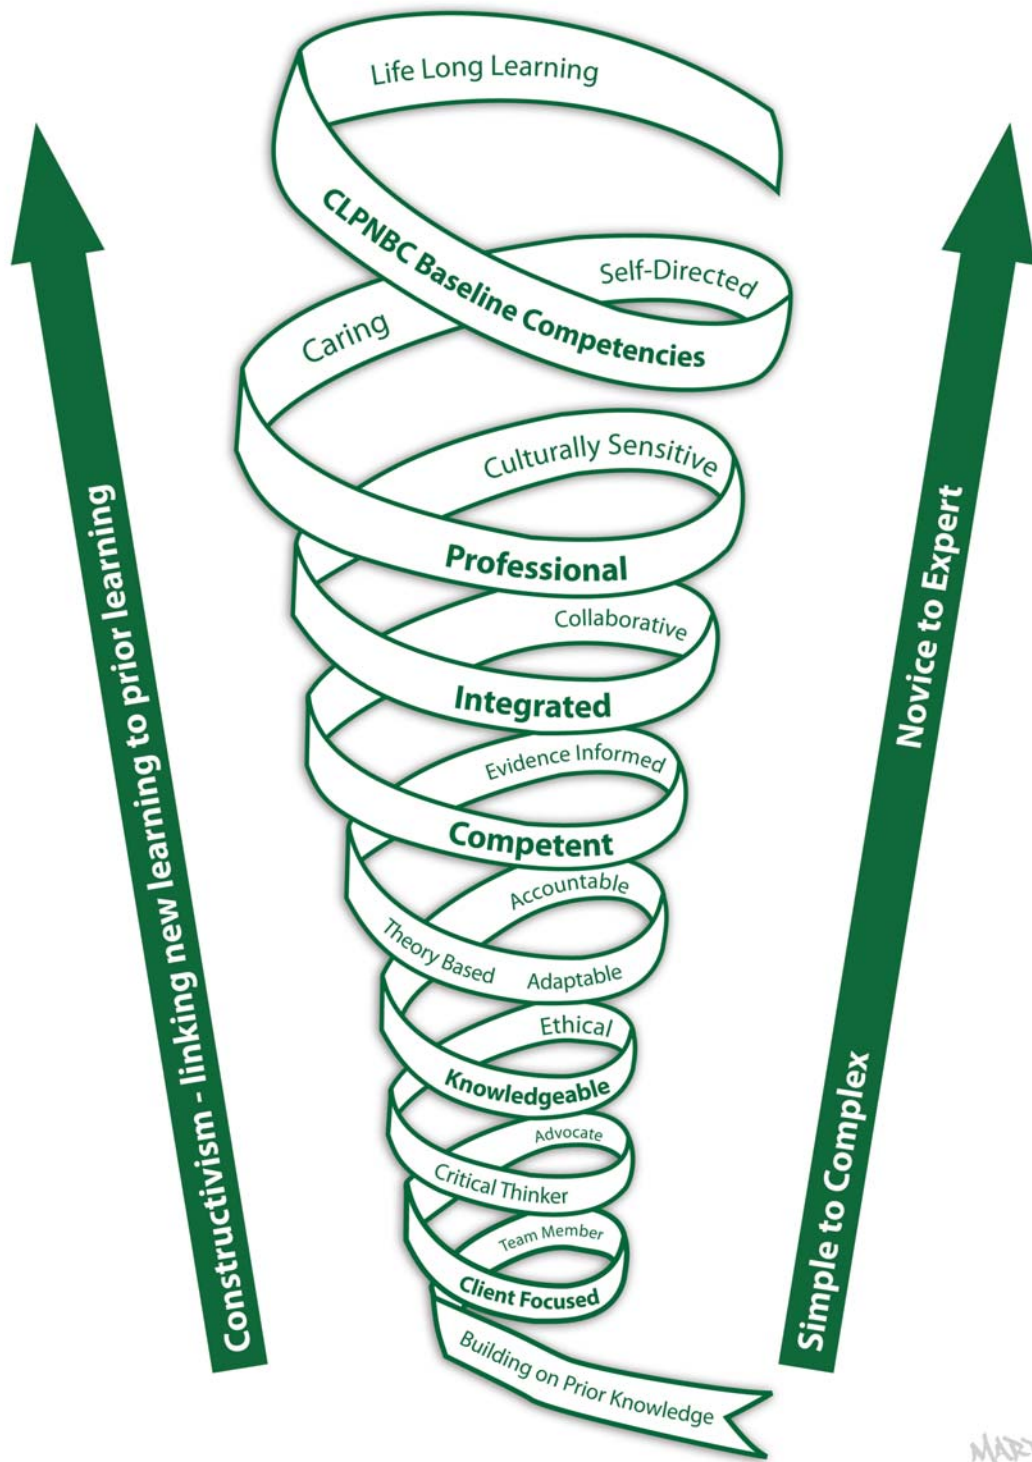 Life Long Learning
CLPNBC Baseline Competencies
Self-Directed
Caring
Culturally Sensitive
Professional
Collaborative
Integrated
Evidence Informed
Competent
Accountable
Theory Based
Adaptable
Ethical
Knowledgeable
Advocate
Critical Thinker
Team Member
Client Focused
Building on Prior Knowledge
Constructivism - linking new learning to prior learning
Simple to Complex
Novice to Expert